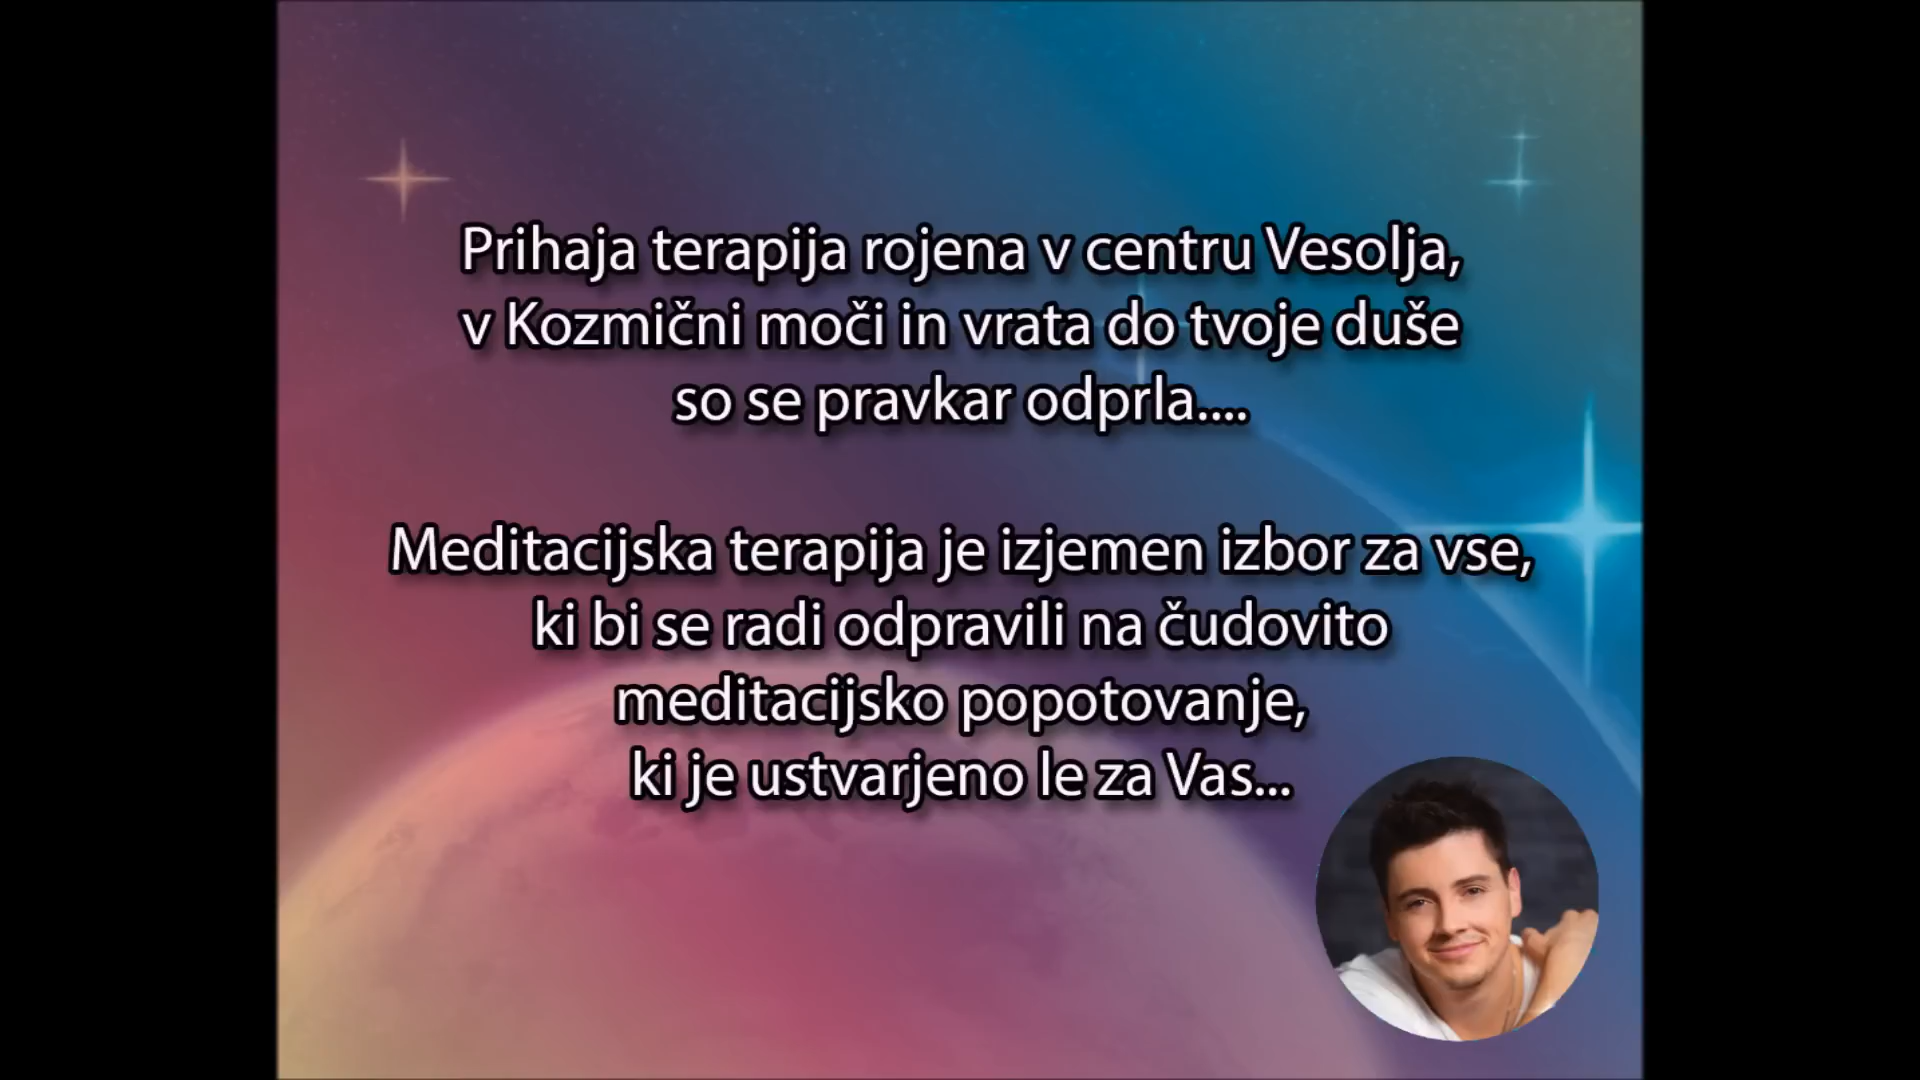 Prihaja terapija rojena v centru Vesolja,
v Kozmični moči in vrata do tvoje duše
so se pravkar odprla....
Meditacijska terapija je izjemen izbor za vse,
ki bi se radi odpravili na čudovito
meditacijsko popotovanje,
ki je ustvarjeno le za Vas...